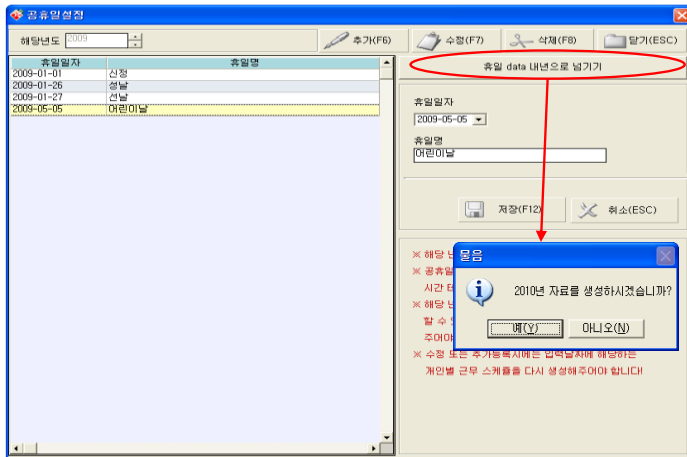 공휴일설정
해당년도 2009
추가(F6) 수정(F7) 삭제(F8) 닫기(ESC)
휴일일자 휴일명
2009-01-01 신정
2009-01-26 설날
2009-01-27 선날
2009-05-05 어린이날
휴일 data 내년으로 넘기기
휴일일자
2009-05-05
휴일명
어린이날
저장(F12) 취소(ESC)
※ 해당
※ 공휴일
시간
※ 해당
할 수
주어야
※ 수정 또는 추가등록시에는 입력날짜에 해당하는
개인별 근무 스케쥴을 다시 생성해주어야 합니다!
물음
2010년 자료를 생성하시겠습니까?
예(Y) 아니오(N)